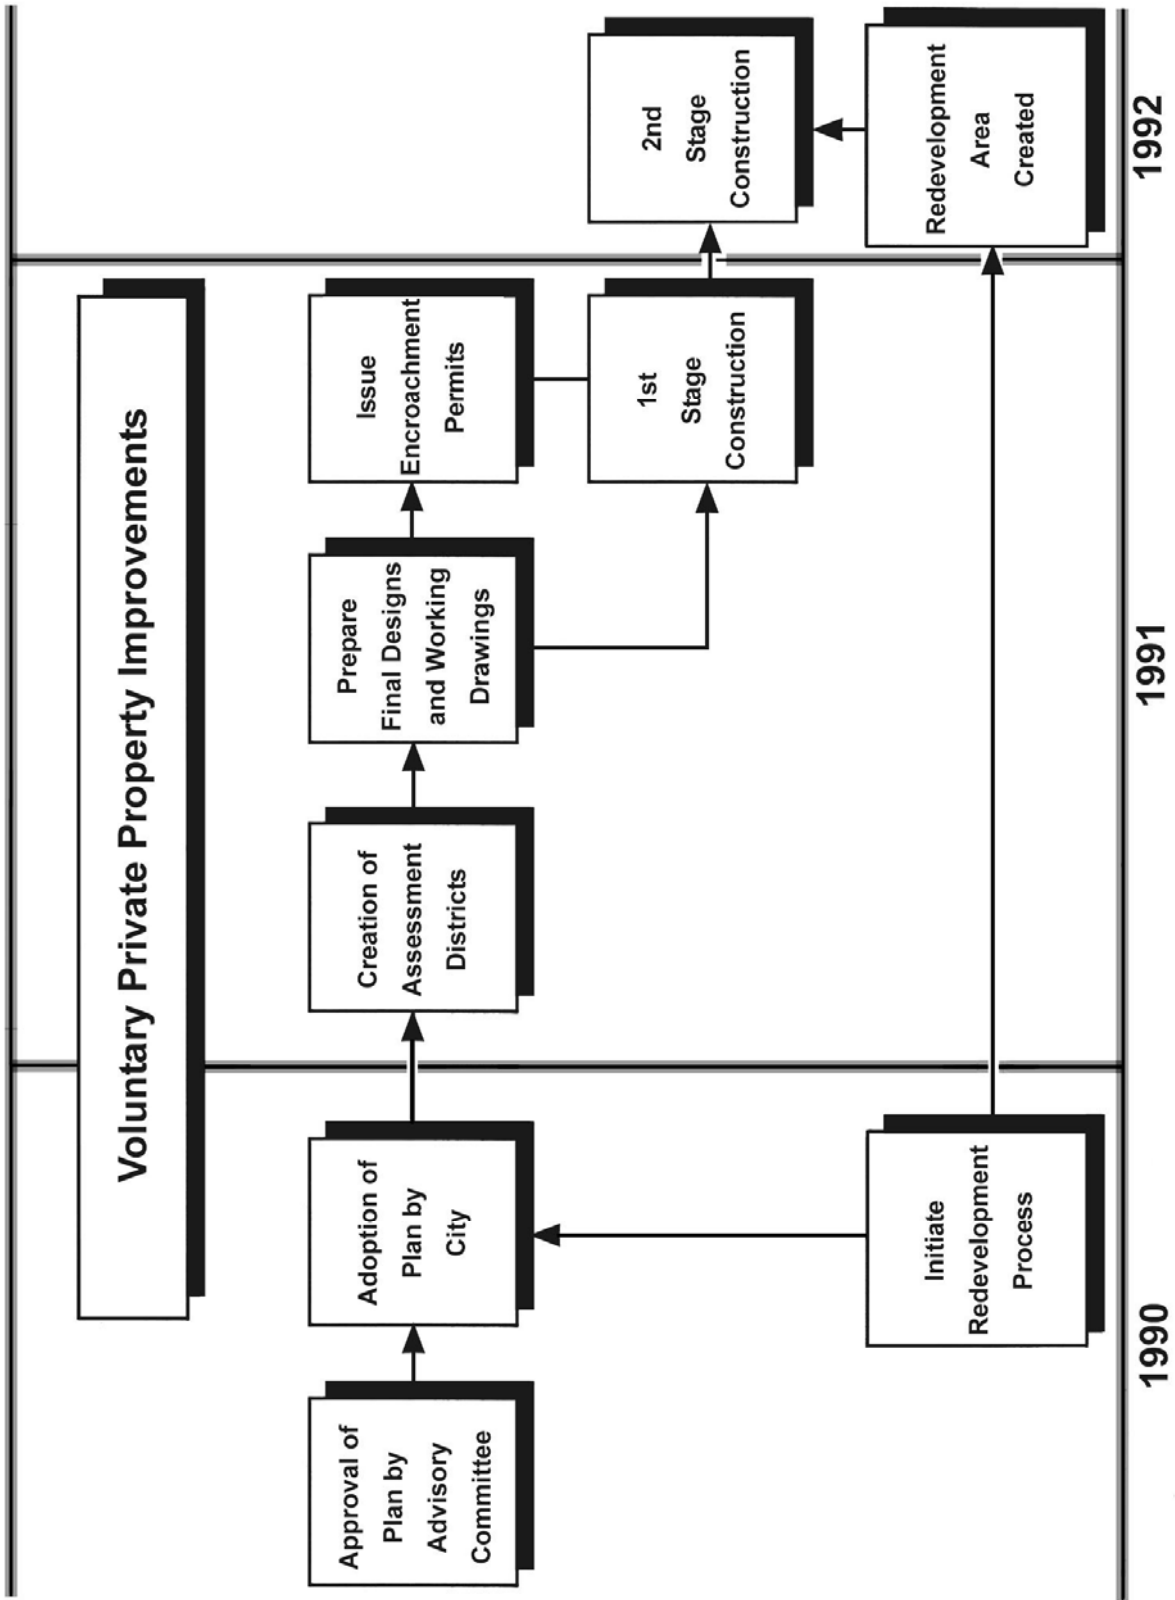 Voluntary Private Property Improvements
Approval of
Plan by
Advisory
Committee
Adoption of
Plan by
City
Creation of
Assessment
Districts
Prepare
Final Designs
and Working
Drawings
Issue
Encroachment
Permits
1st
Stage
Construction
2nd
Stage
Construction
Initiate
Redevelopment
Process
Redevelopment
Area
Created
1990
1991
1992